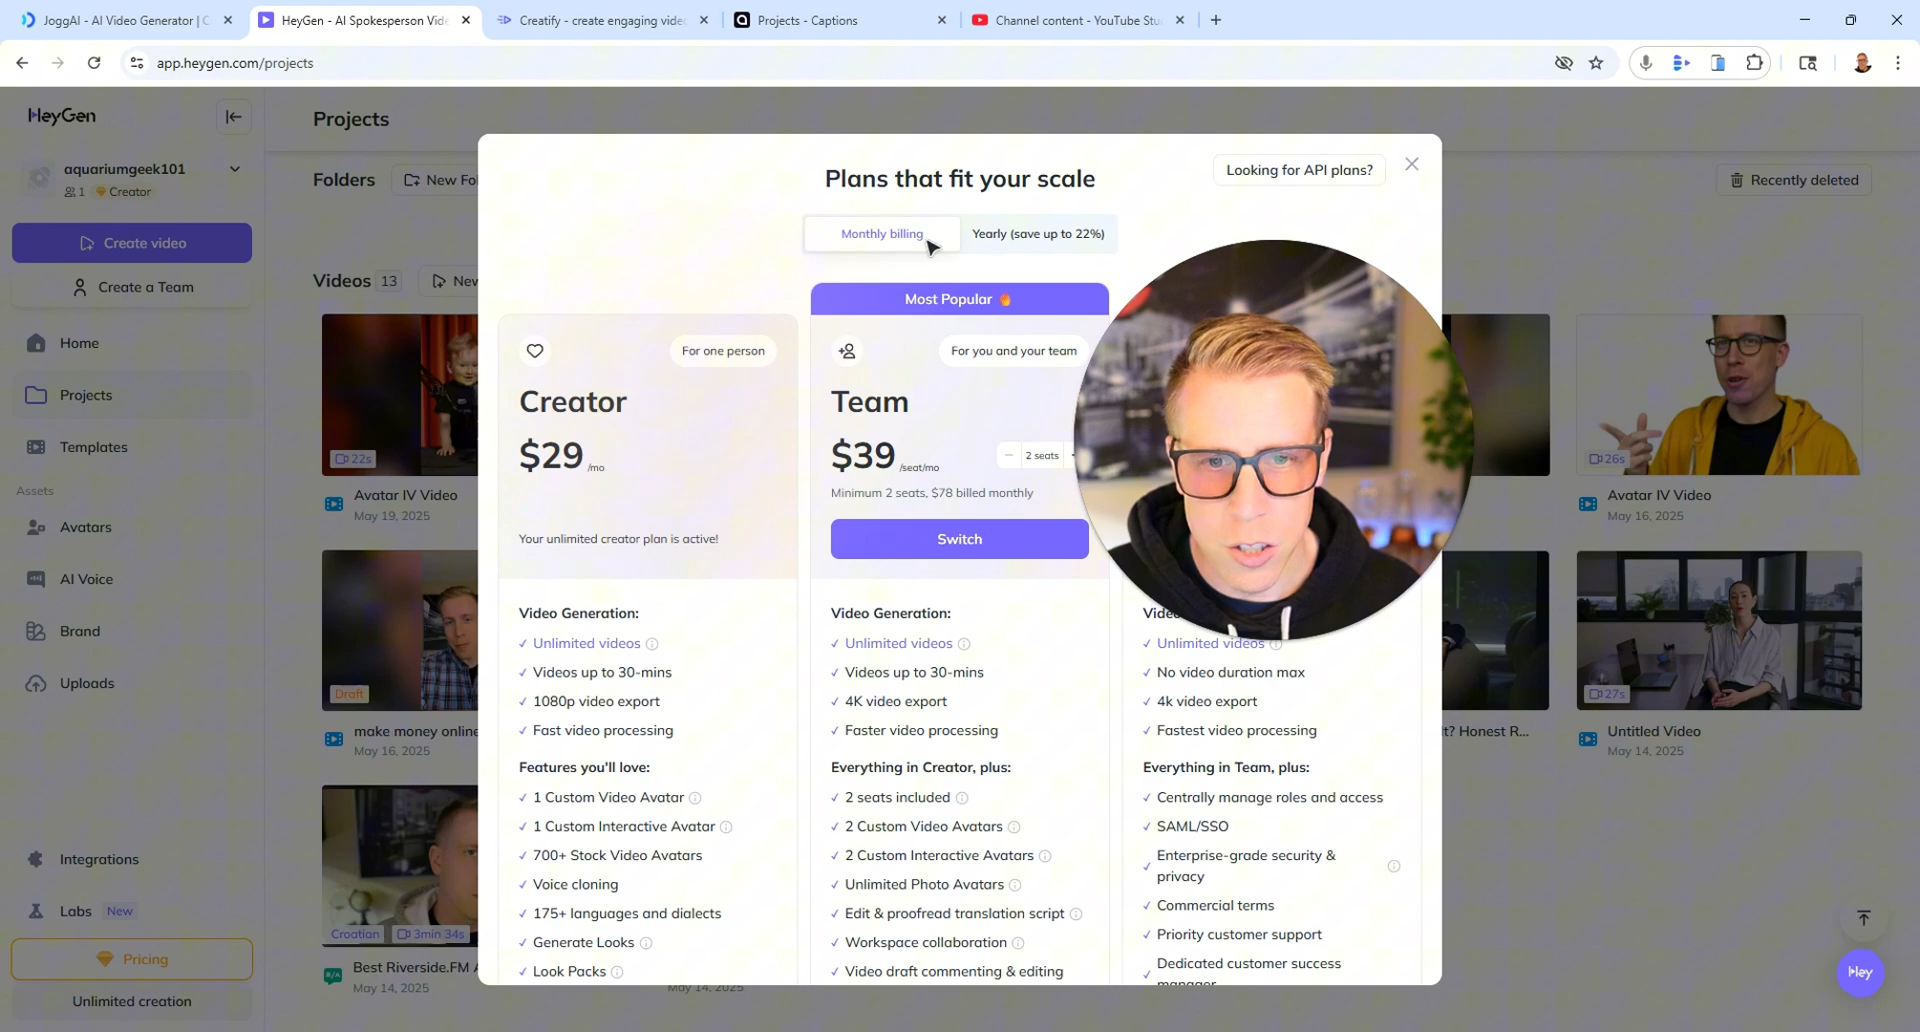 JoggAI - AI Video Generator | C
HeyGen - AI Spokesperson Vide
Creatify - create engaging vide
Projects - Captions
Channel content - YouTube Stu
app.heygen.com/projects
HeyGen
aquariumgeek101
1
Creator
Create video
Create a Team
Home
Projects
Templates
Assets
Avatars
AI Voice
Brand
Uploads
Integrations
Labs
New
Pricing
Unlimited creation
Projects
Folders
New Fol
Recently deleted
Videos 13
New
22s
Avatar IV Video
May 19, 2025
26s
Avatar IV Video
May 16, 2025
Draft
make money online
May 16, 2025
t? Honest R...
27s
Untitled Video
May 14, 2025
Croatian
3min 34s
Best Riverside.FM A
May 14, 2025
May 14, 2025
Hey
Plans that fit your scale
Looking for API plans?
Monthly billing
Yearly (save up to 22%)
For one person
Creator
$29 /mo
Your unlimited creator plan is active!
Video Generation:
Unlimited videos
Videos up to 30-mins
1080p video export
Fast video processing
Features you'll love:
1 Custom Video Avatar
1 Custom Interactive Avatar
700+ Stock Video Avatars
Voice cloning
175+ languages and dialects
Generate Looks
Look Packs
Most Popular
For you and your team
Team
$39 /seat/mo
2 seats
Minimum 2 seats, $78 billed monthly
Switch
Video Generation:
Unlimited videos
Videos up to 30-mins
4K video export
Faster video processing
Everything in Creator, plus:
2 seats included
2 Custom Video Avatars
2 Custom Interactive Avatars
Unlimited Photo Avatars
Edit & proofread translation script
Workspace collaboration
Video draft commenting & editing
Vide
Unlimited videos
No video duration max
4k video export
Fastest video processing
Everything in Team, plus:
Centrally manage roles and access
SAML/SSO
Enterprise-grade security &
privacy
Commercial terms
Priority customer support
Dedicated customer success
manager